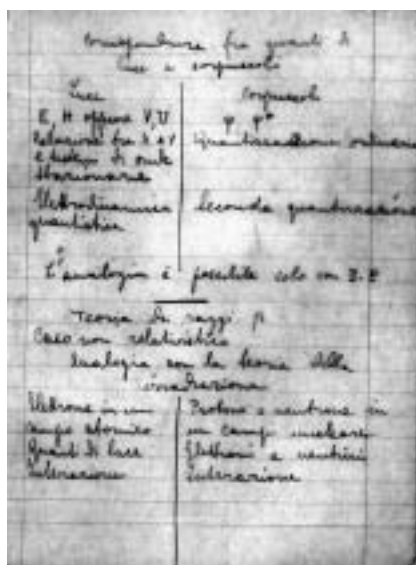 Corrispondenza fra quanti di
luce e corpuscoli
Luce
Corpuscoli
E, H oppure V, U
Relazione fra λ e ν
e sistemi di onde
stazionarie
φ φ*
Quantizzazione ordinaria
Elettrodinamica
quantistica
Seconda quantizzazione
L'analogia è possibile solo con
Teoria dei raggi β
Caso non relativistico
Analogia con la teoria della
irradiazione
Elettrone in un
campo atomico
Quanti di luce
Interazione
Protone e neutrone in
un campo nucleare
Elettroni e neutrini
Interazione